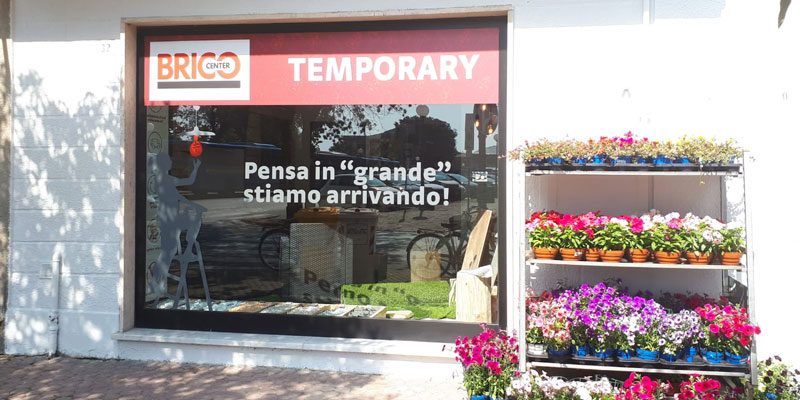 BRICO
CENTER
TEMPORARY
Pensa in “grande”
stiamo arrivando!